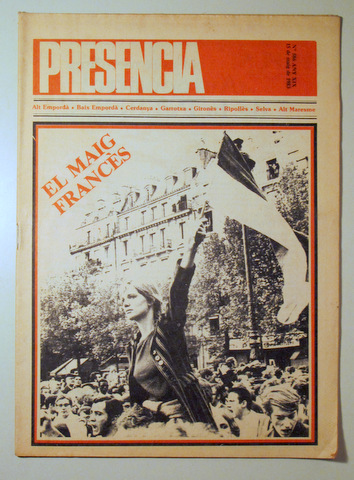 PRESENCIA
Alt Empordà • Baix Empordà • Cerdanya • Garrotxa • Gironès • Ripollès • Selva • Alt Maresme
EL MAIG
FRANCÈS